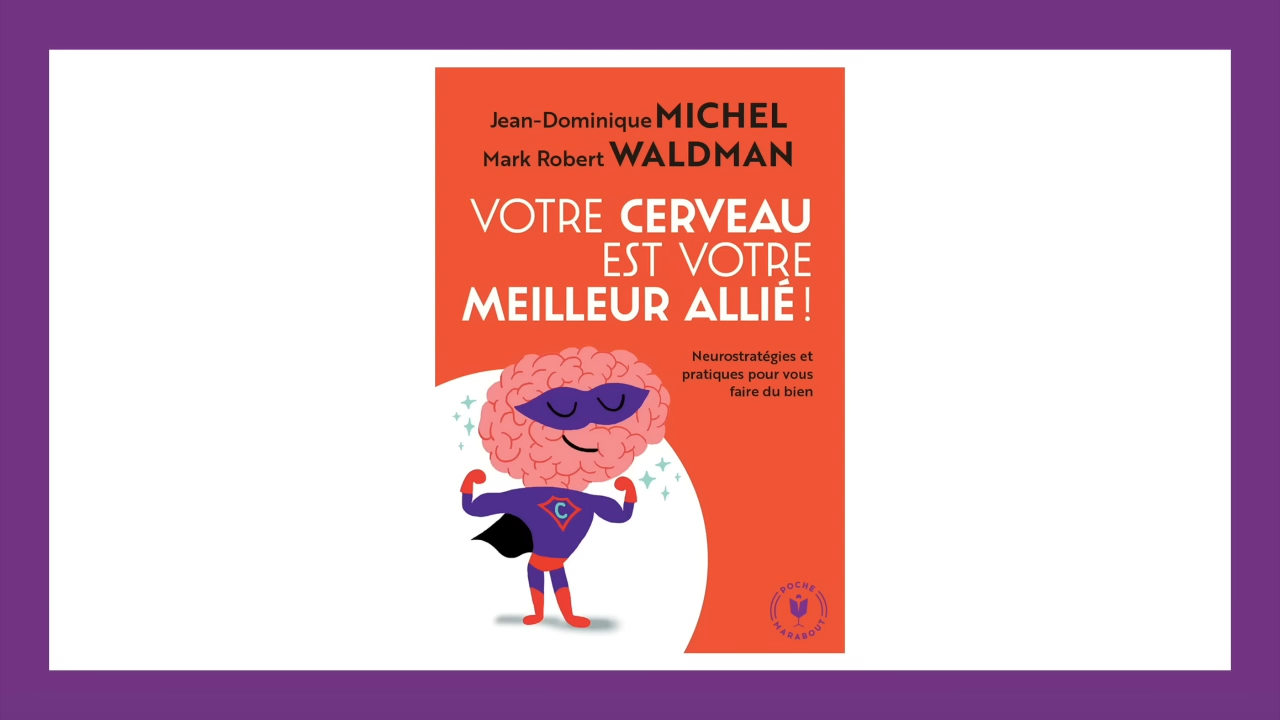 Jean-Dominique MICHEL
Mark Robert WALDMAN
VOTRE CERVEAU
EST VOTRE
MEILLEUR ALLIÉ !
Neurostratégies et
pratiques pour vous
faire du bien
C
POCHE
MARABOUT